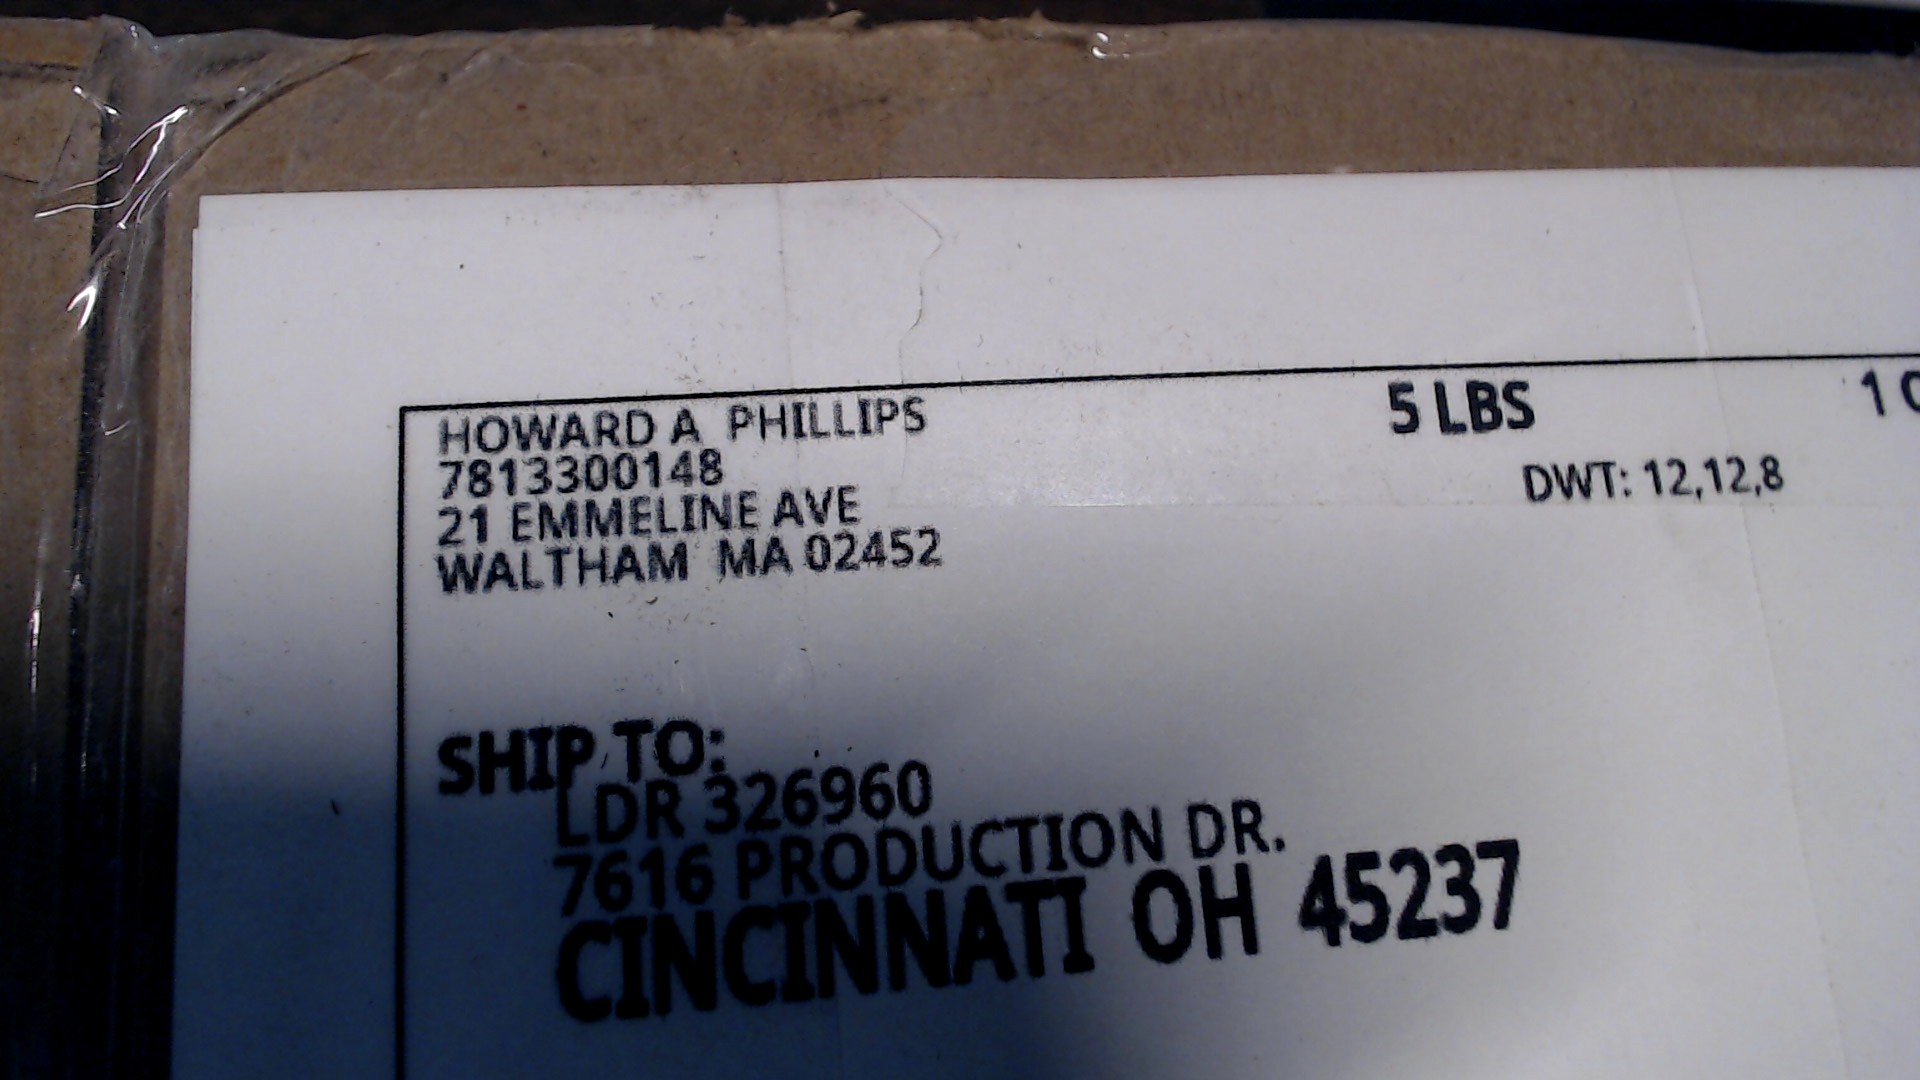 HOWARD A PHILLIPS
7813300148
21 EMMELINE AVE
WALTHAM MA 02452
5 LBS
1
DWT: 12,12,8
SHIP TO:
LDR 326960
7616 PRODUCTION DR.
CINCINNATI OH 45237